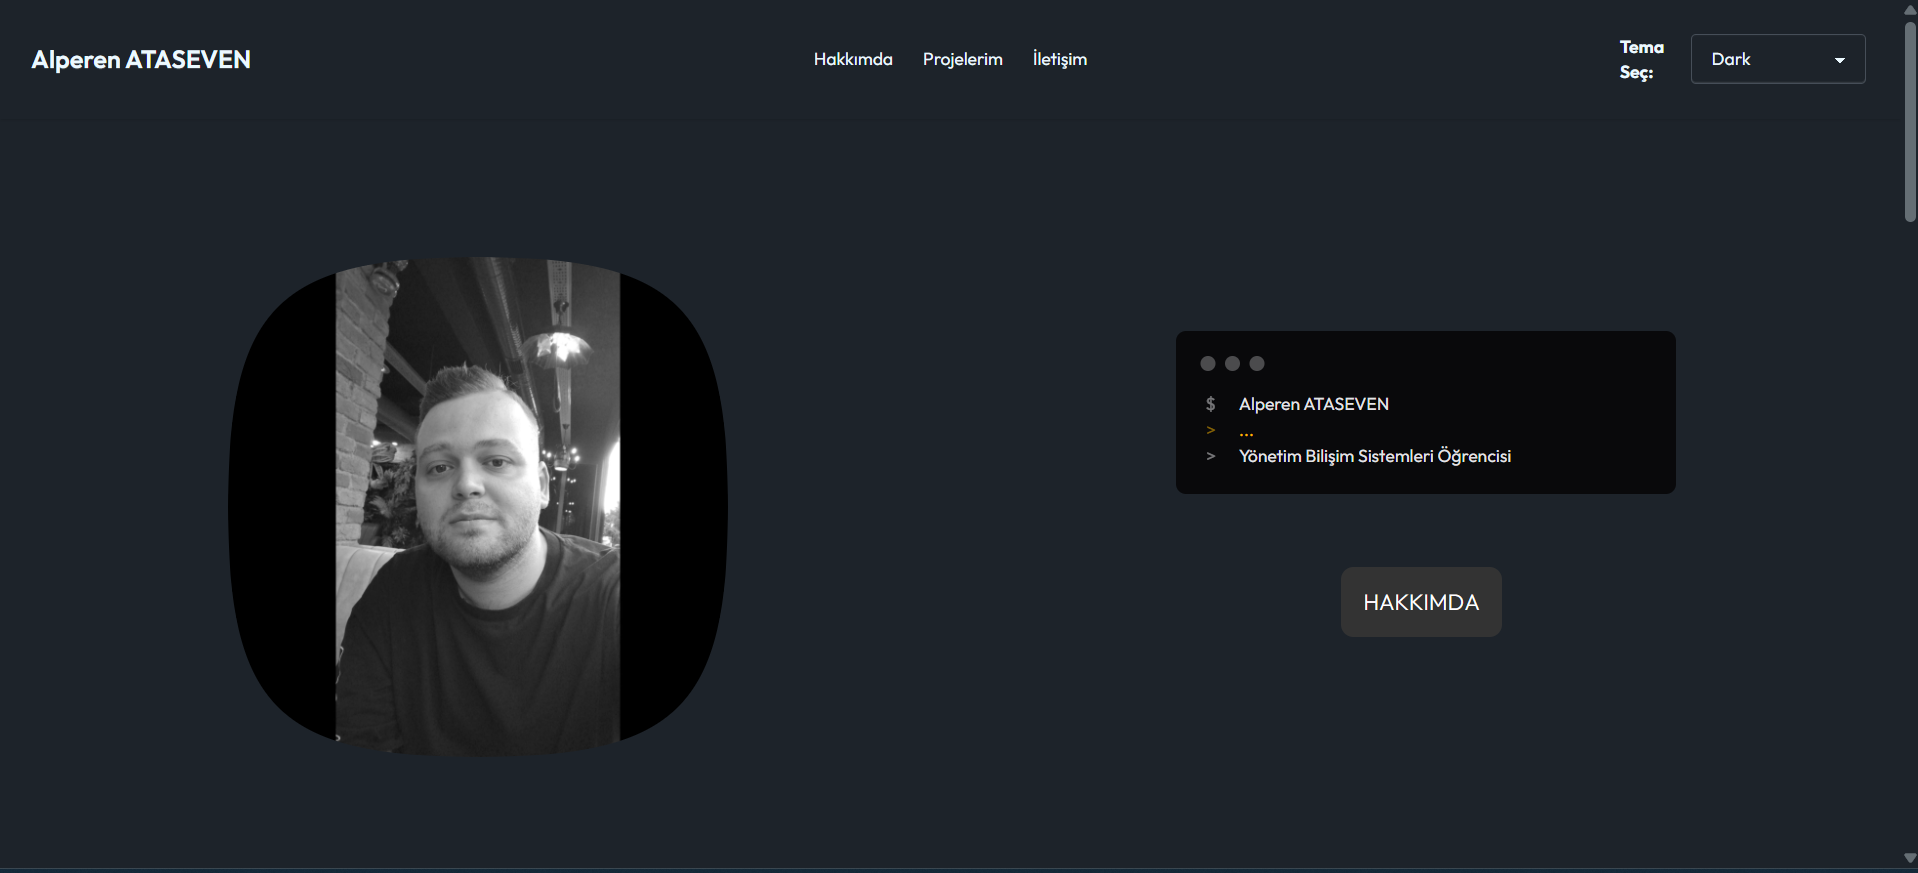 Alperen ATASEVEN
Hakkımda
Projelerim
İletişim
Tema
Seç:
Dark
$ Alperen ATASEVEN
> ...
> Yönetim Bilişim Sistemleri Öğrencisi
HAKKIMDA